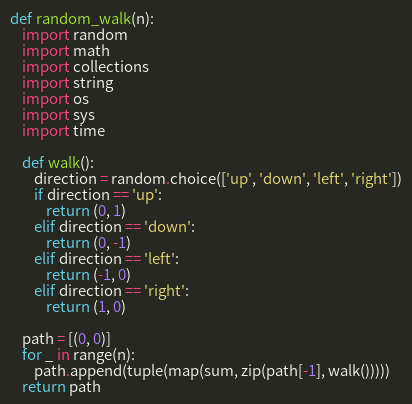 def random_walk(n):
    import random
    import math
    import collections
    import string
    import os
    import sys
    import time

    def walk():
        direction = random.choice(['up', 'down', 'left', 'right'])
        if direction == 'up':
            return (0, 1)
        elif direction == 'down':
            return (0, -1)
        elif direction == 'left':
            return (-1, 0)
        elif direction == 'right':
            return (1, 0)

    path = [(0, 0)]
    for _ in range(n):
        path.append(tuple(map(sum, zip(path[-1], walk()))))
    return path